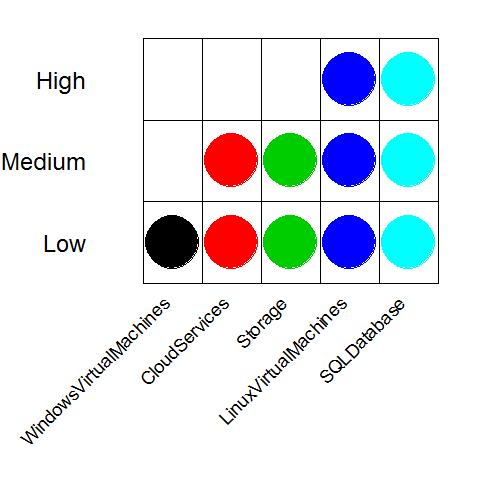 High
Medium
Low
WindowsVirtualMachines
CloudServices
Storage
LinuxVirtualMachines
SQLDatabase